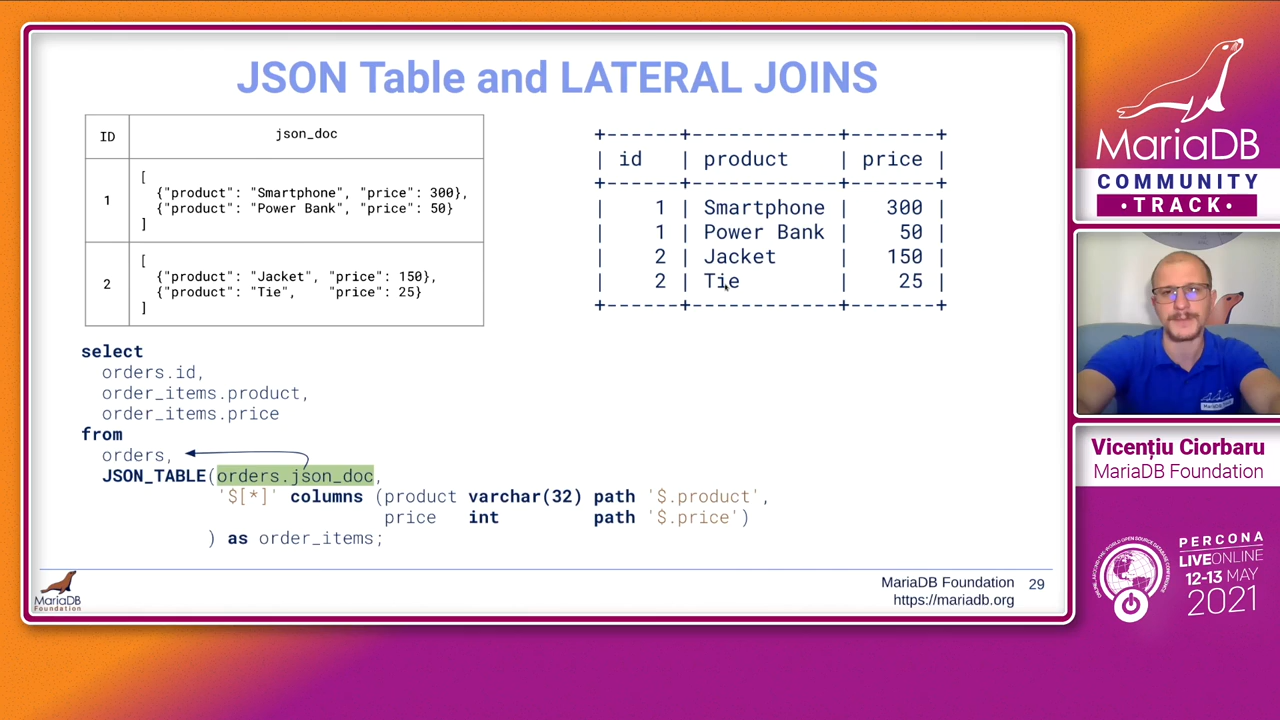 JSON Table and LATERAL JOINS
ID json_doc
1
[
{"product": "Smartphone", "price": 300},
{"product": "Power Bank", "price": 50}
]
2
[
{"product": "Jacket", "price": 150},
{"product": "Tie",    "price": 25}
]
+------+------------+-------+
| id | product | price |
+------+------------+-------+
| 1 | Smartphone | 300 |
| 1 | Power Bank | 50 |
| 2 | Jacket | 150 |
| 2 | Tie | 25 |
+------+------------+-------+
select
orders.id,
order_items.product,
order_items.price
from
orders,
JSON_TABLE(orders.json_doc,
'$[*]' columns (product varchar(32) path '$.product',
price int path '$.price')
) as order_items;
MariaDB
Foundation
MariaDB Foundation 29
https://mariadb.org
MariaDB
COMMUNITY
•TRACK•
Vicențiu Ciorbaru
MariaDB Foundation
PERCONA
LIVEONLINE
12-13 MAY
2021